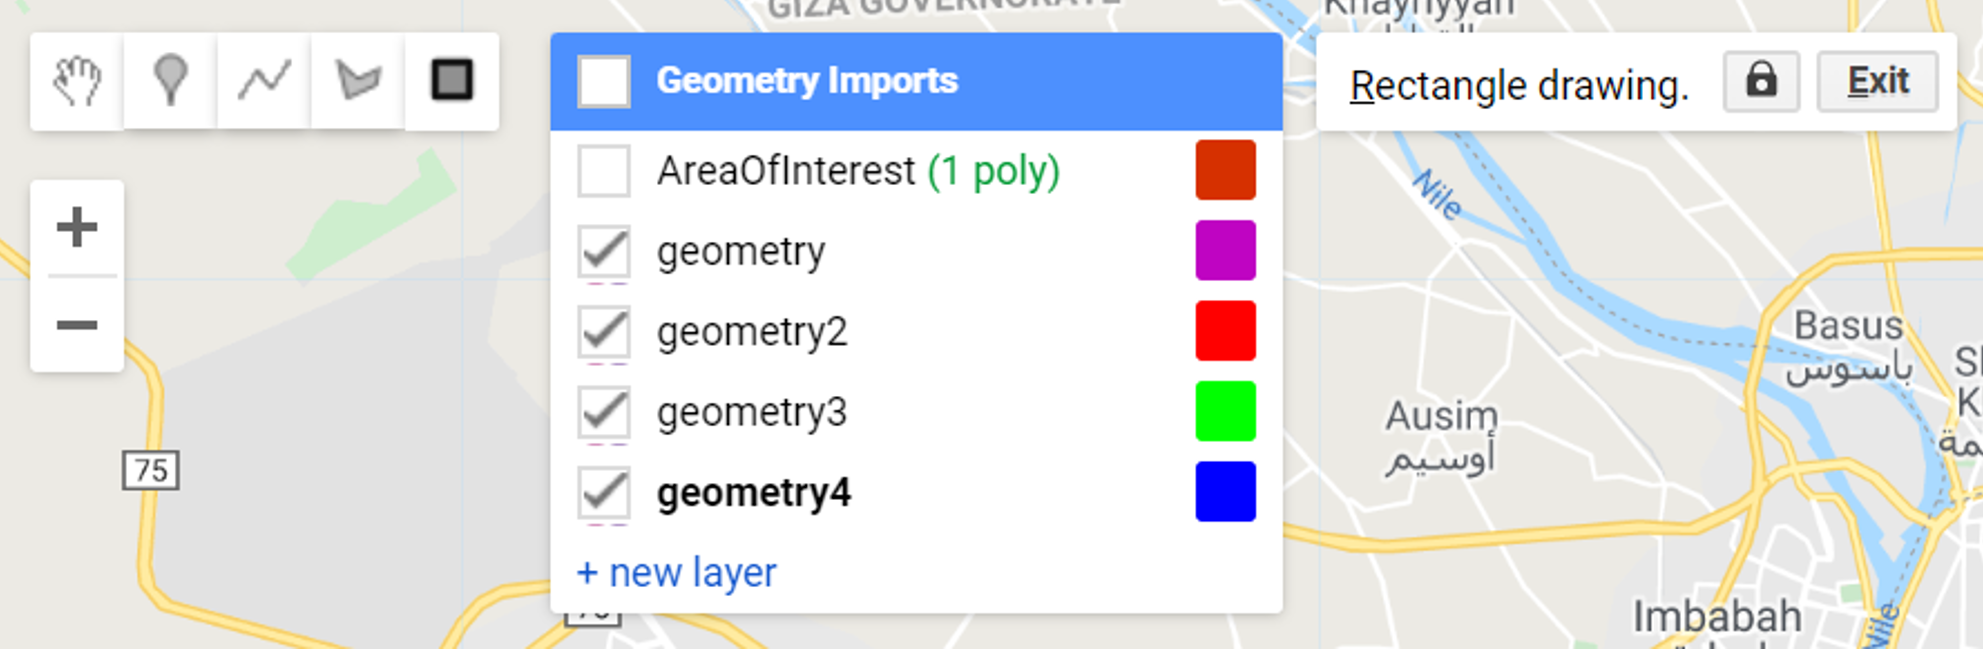 GIZA GOVERNORATE
Khayriyyah
Geometry Imports
Rectangle drawing.
Exit
AreaOfInterest (1 poly)
geometry
geometry2
geometry3
geometry4
+ new layer
Nile
Basus
باسوس
Ausim
أوسيم
75
Imbabah
Nile